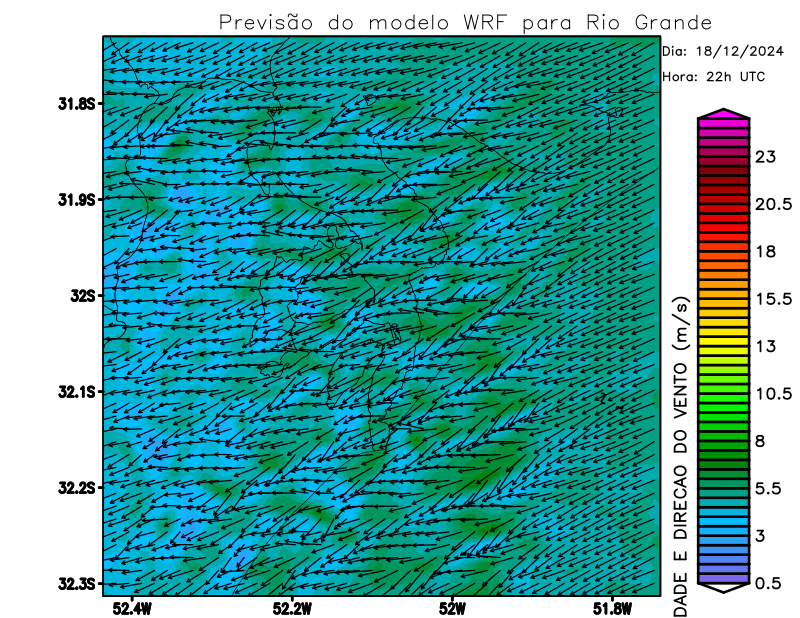 Previsão do modelo WRF para Rio Grande
Dia: 18/12/2024
Hora: 22h UTC
31.8S
31.9S
32S
32.1S
32.2S
32.3S
52.4W
52.2W
52W
51.8W
23
20.5
18
15.5
13
10.5
8
5.5
3
0.5
DADE E DIRECAO DO VENTO (m/s)